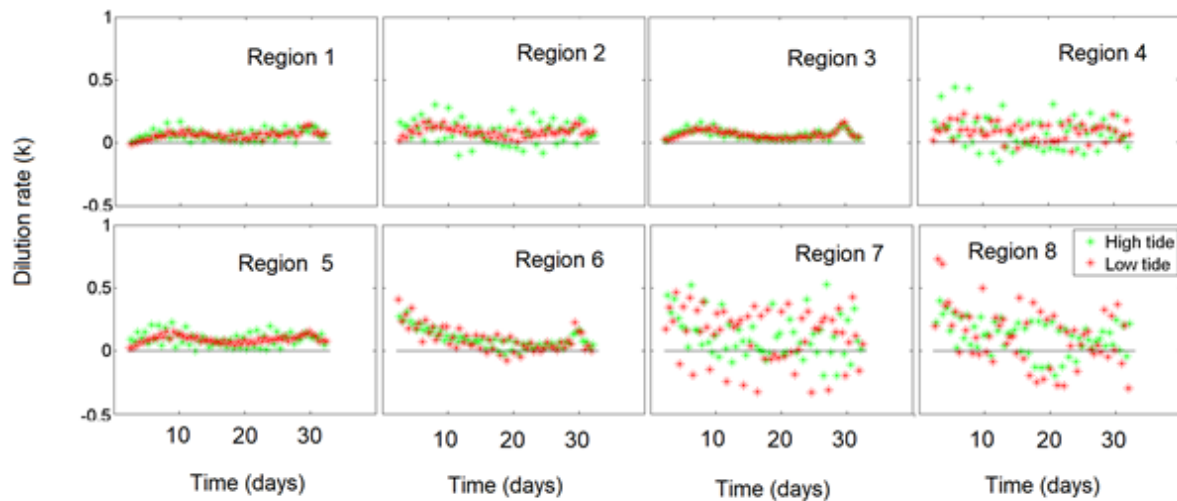 1
0.5
0
-0.5
Region 1
Region 2
Region 3
Region 4
Dilution rate (k)
1
0.5
0
-0.5
Region 5
Region 6
Region 7
Region 8
High tide
Low tide
10 20 30 10 20 30 10 20 30 10 20 30
Time (days) Time (days) Time (days) Time (days)